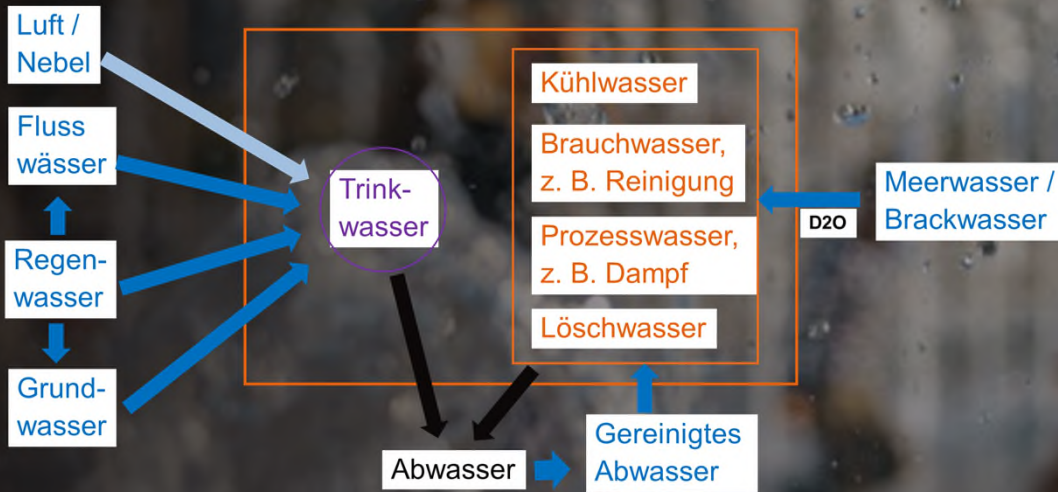 Luft /
Nebel
Fluss
wässer
Regen-
wasser
Grund-
wasser
Trink-
wasser
Kühlwasser
Brauchwasser,
z. B. Reinigung
Prozesswasser,
z. B. Dampf
Löschwasser
D2O
Meerwasser /
Brackwasser
Abwasser
Gereinigtes
Abwasser